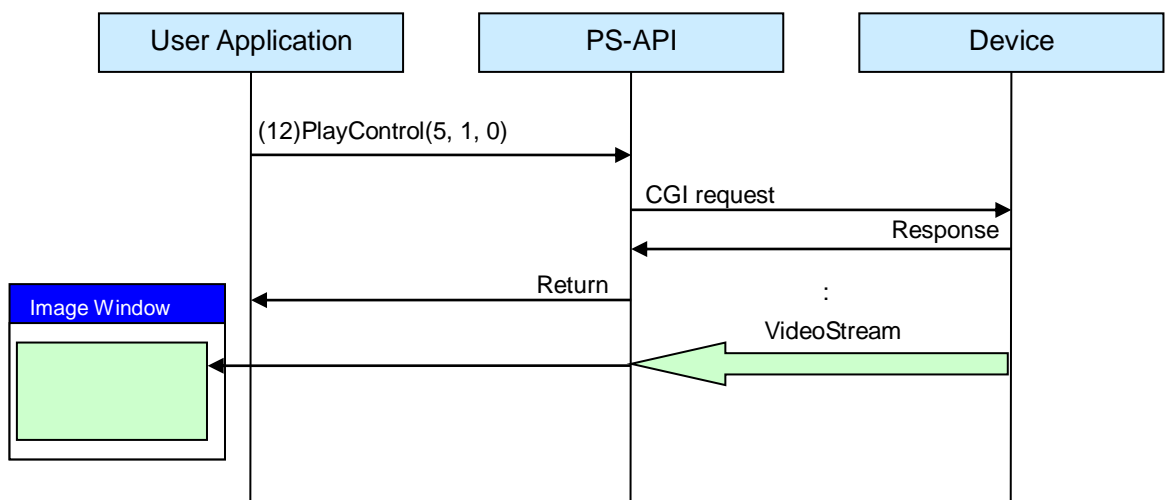 User Application
PS-API
Device
(12)PlayControl(5, 1, 0)
CGI request
Response
Return
:
Image Window
VideoStream